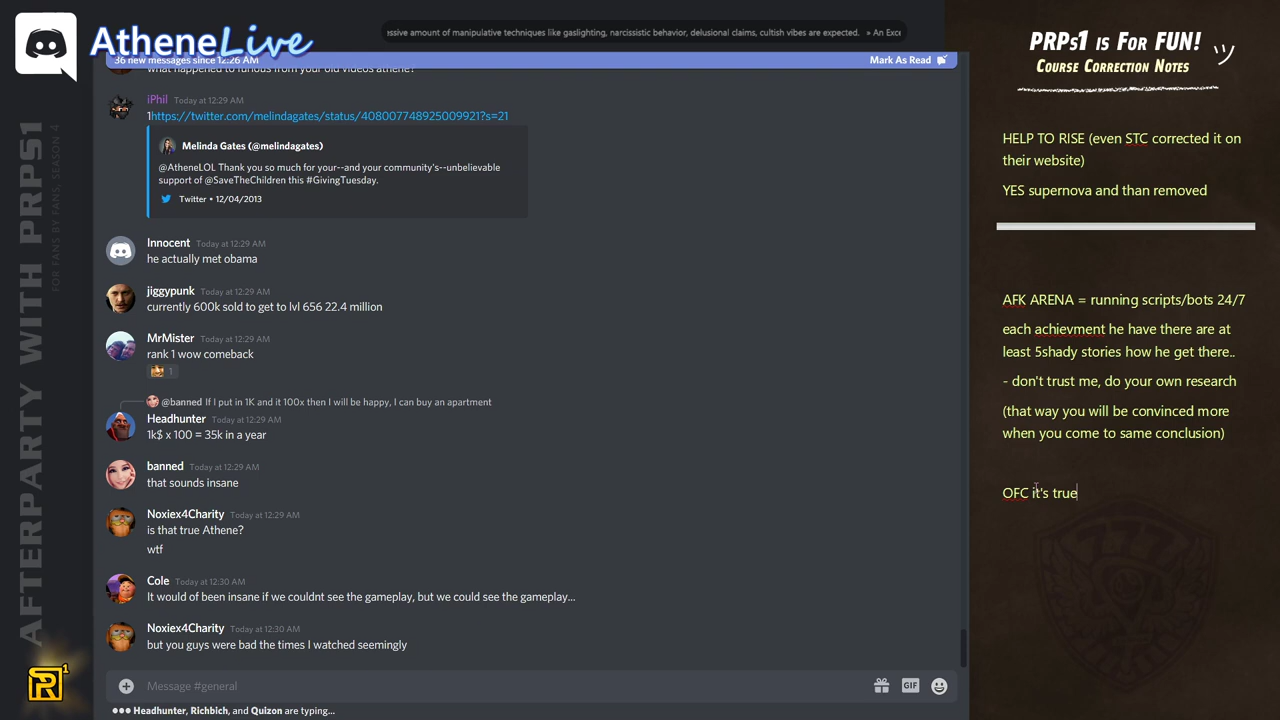 AtheneLive
essive amount of manipulative techniques like gaslighting, narcissistic behavior, delusional claims, cultish vibes are expected. » An Exce
36 new messages since 12:26 AM
Mark As Read
what happened to furious from your old videos athene?
iPhil Today at 12:29 AM
1https://twitter.com/melindagates/status/408007748925009921?s=21
Melinda Gates (@melindagates)
@AtheneLOL Thank you so much for your--and your community's--unbelievable
support of @SaveTheChildren this #GivingTuesday.
Twitter • 12/04/2013
Innocent Today at 12:29 AM
he actually met obama
jiggypunk Today at 12:29 AM
currently 600k sold to get to lvl 656 22.4 million
MrMister Today at 12:29 AM
rank 1 wow comeback
1
@banned If I put in 1K and it 100x then I will be happy, I can buy an apartment
Headhunter Today at 12:29 AM
1k$ x 100 = 35k in a year
banned Today at 12:29 AM
that sounds insane
Noxiex4Charity Today at 12:29 AM
is that true Athene?
wtf
Cole Today at 12:30 AM
It would of been insane if we couldnt see the gameplay, but we could see the gameplay...
Noxiex4Charity Today at 12:30 AM
but you guys were bad the times I watched seemingly
Message #general
GIF
Headhunter, Richbich, and Quizon are typing...
AFTERPARTY WITH PRPS1
FOR FANS BY FANS, SEASON 4
R1
PRPs1 is For FUN!
Course Correction Notes
ツ
HELP TO RISE (even STC corrected it on
their website)
YES supernova and than removed
AFK ARENA = running scripts/bots 24/7
each achievment he have there are at
least 5shady stories how he get there..
- don't trust me, do your own research
(that way you will be convinced more
when you come to same conclusion)
OFC it's true
777